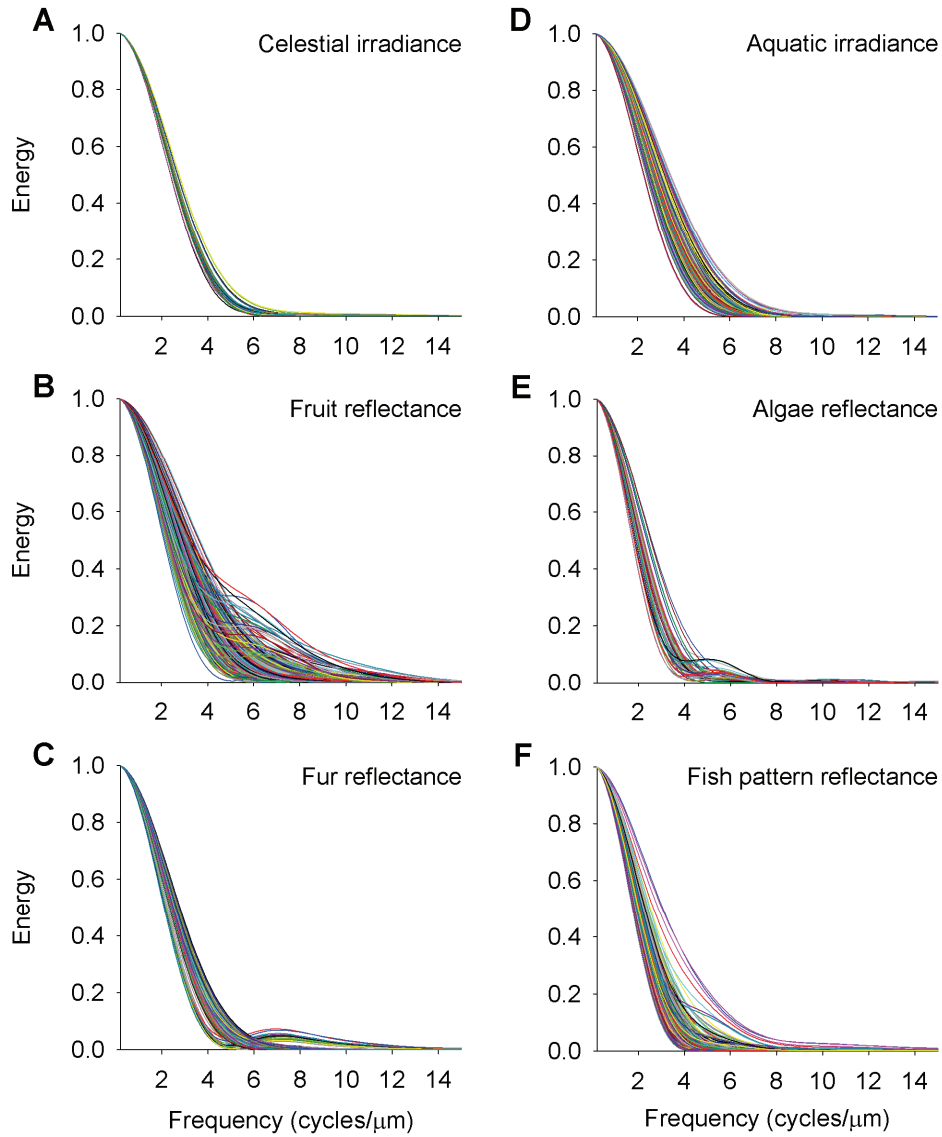 A
Celestial irradiance
1.0
0.8
0.6
0.4
0.2
0.0
Energy
2 4 6 8 10 12 14
D
Aquatic irradiance
1.0
0.8
0.6
0.4
0.2
0.0
2 4 6 8 10 12 14
B
Fruit reflectance
1.0
0.8
0.6
0.4
0.2
0.0
Energy
2 4 6 8 10 12 14
E
Algae reflectance
1.0
0.8
0.6
0.4
0.2
0.0
2 4 6 8 10 12 14
C
Fur reflectance
1.0
0.8
0.6
0.4
0.2
0.0
Energy
2 4 6 8 10 12 14
Frequency (cycles/μm)
F
Fish pattern reflectance
1.0
0.8
0.6
0.4
0.2
0.0
2 4 6 8 10 12 14
Frequency (cycles/μm)